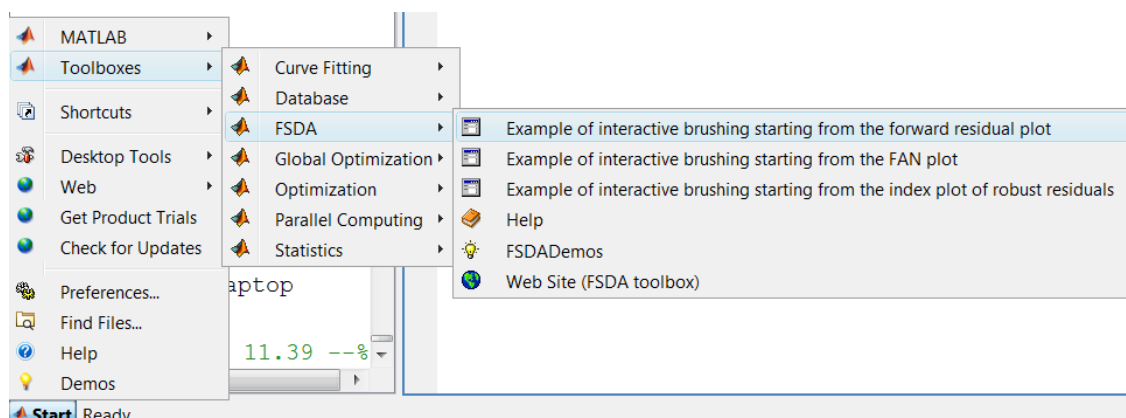 MATLAB
Toolboxes
Shortcuts
Desktop Tools
Web
Get Product Trials
Check for Updates
Preferences...
Find Files...
Help
Demos
Curve Fitting
Database
FSDA
Global Optimization
Optimization
Parallel Computing
Statistics
Example of interactive brushing starting from the forward residual plot
Example of interactive brushing starting from the FAN plot
Example of interactive brushing starting from the index plot of robust residuals
Help
FSDADemos
Web Site (FSDA toolbox)
aptop
11.39 --%
Start Ready